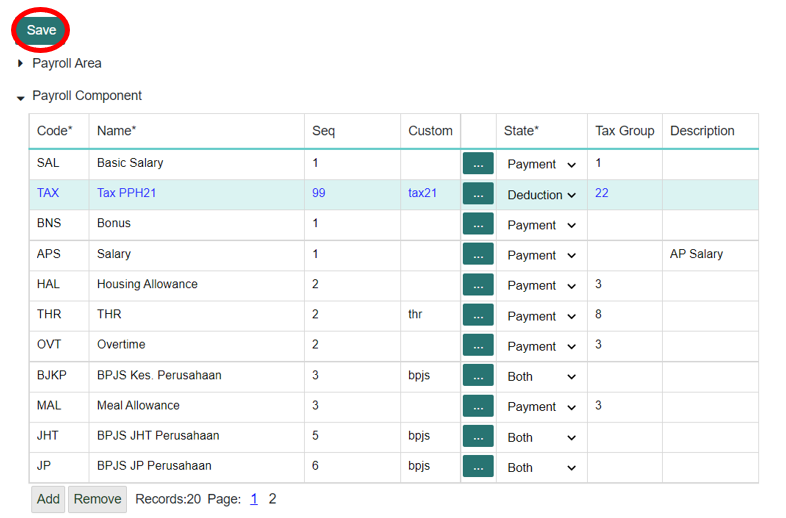 Save
Payroll Area
Payroll Component
Code* Name* Seq Custom State* Tax Group Description
SAL Basic Salary 1 ... Payment 1
TAX Tax PPH21 99 tax21 ... Deduction 22
BNS Bonus 1 ... Payment
APS Salary 1 ... Payment AP Salary
HAL Housing Allowance 2 ... Payment 3
THR THR 2 thr ... Payment 8
OVT Overtime 2 ... Payment 3
BJKP BPJS Kes. Perusahaan 3 bpjs ... Both
MAL Meal Allowance 3 ... Payment 3
JHT BPJS JHT Perusahaan 5 bpjs ... Both
JP BPJS JP Perusahaan 6 bpjs ... Both
Add Remove Records:20 Page: 1 2